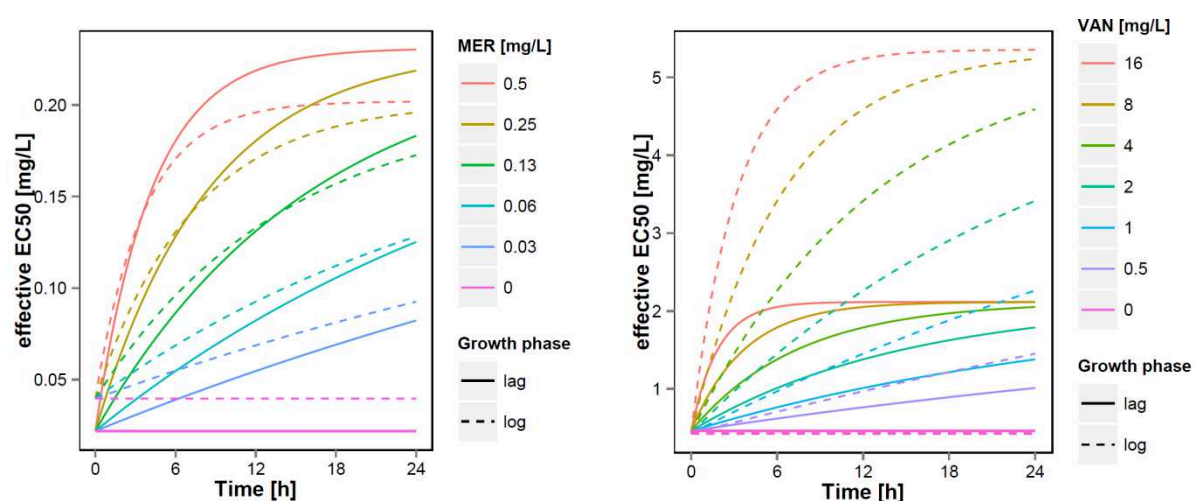 effective EC50 [mg/L]
0.20
0.15
0.10
0.05
0 6 12 18 24
Time [h]
MER [mg/L]
0.5
0.25
0.13
0.06
0.03
0
Growth phase
lag
log
effective EC50 [mg/L]
5
4
3
2
1
0 6 12 18 24
Time [h]
VAN [mg/L]
16
8
4
2
1
0.5
0
Growth phase
lag
log